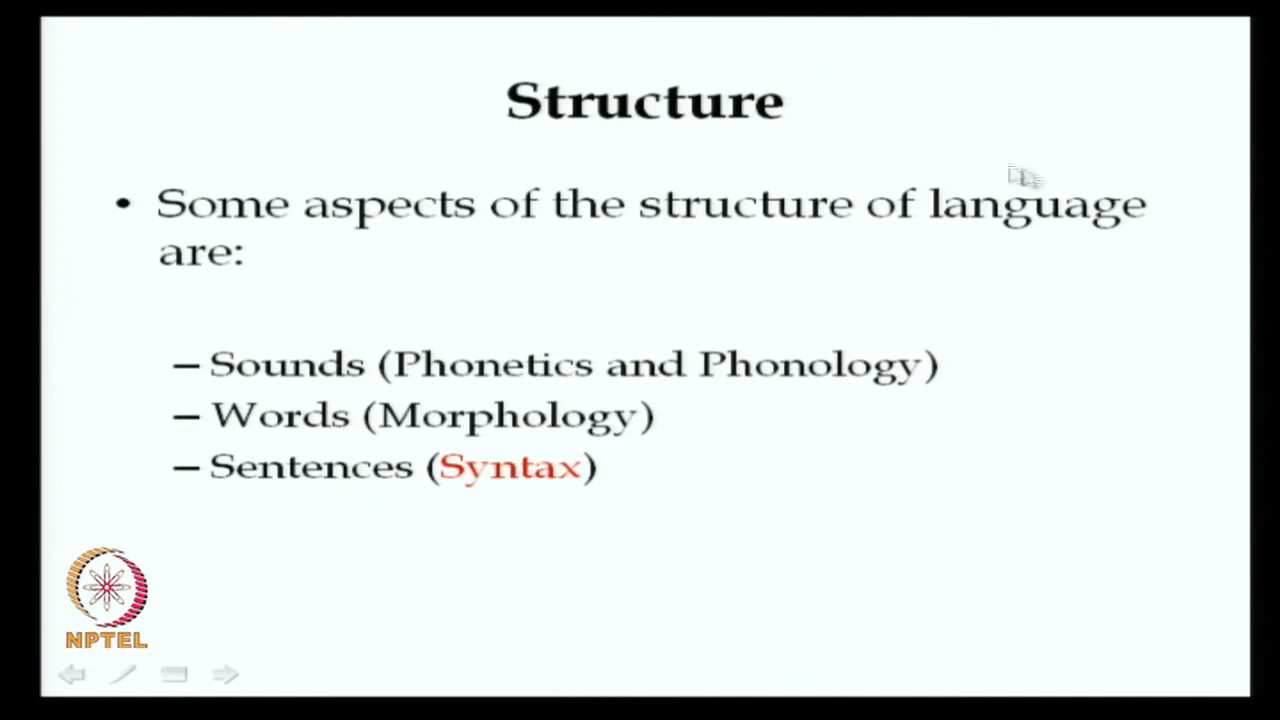 Structure
• Some aspects of the structure of language
are:
– Sounds (Phonetics and Phonology)
– Words (Morphology)
– Sentences (Syntax)
NPTEL